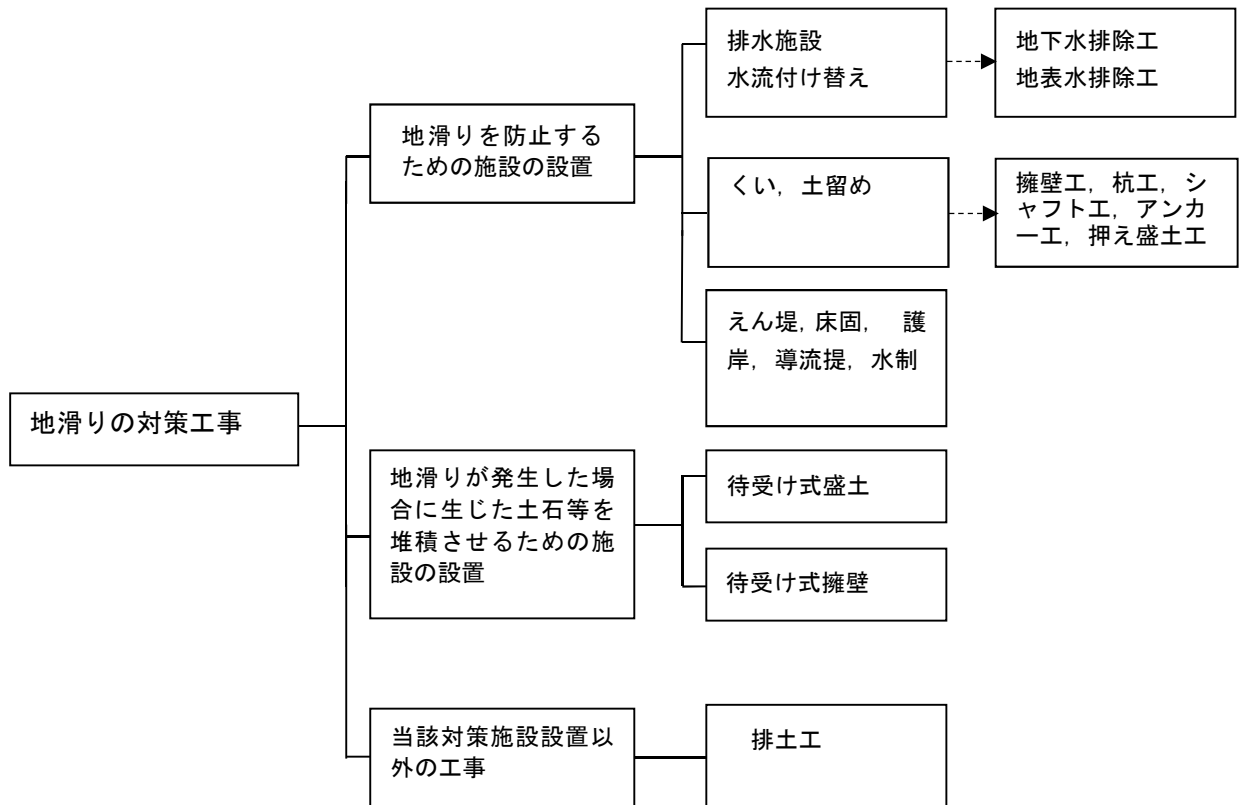 排水施設
水流付け替え
地下水排除工
地表水排除工
地滑りを防止する
ための施設の設置
くい，土留め
擁壁工，杭工，シ
ャフト工，アンカ
ー工，押え盛土工
えん堤，床固，　護
岸，導流提，水制
地滑りの対策工事
地滑りが発生した場
合に生じた土石等を
堆積させるための施
設の設置
待受け式盛土
待受け式擁壁
当該対策施設設置以
外の工事
排土工